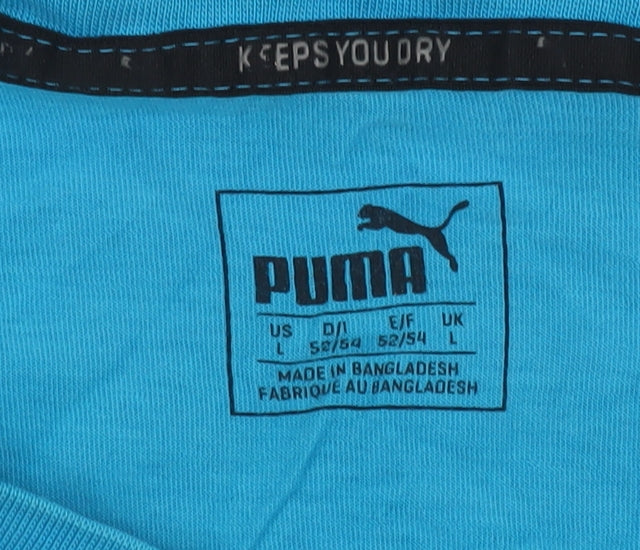 KEEPS YOU DRY
PUMA
US D/I E/F UK
L 52/54 52/54 L
MADE IN BANGLADESH
FABRIQUE AU BANGLADESH